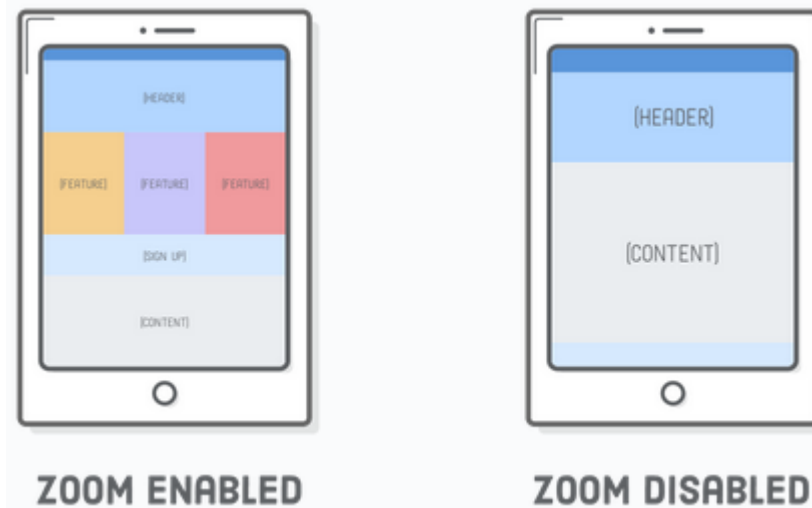 [HEADER]
[FEATURE] [FEATURE] [FEATURE]
[SIGN UP]
[CONTENT]
ZOOM ENABLED
[HEADER]
[CONTENT]
ZOOM DISABLED